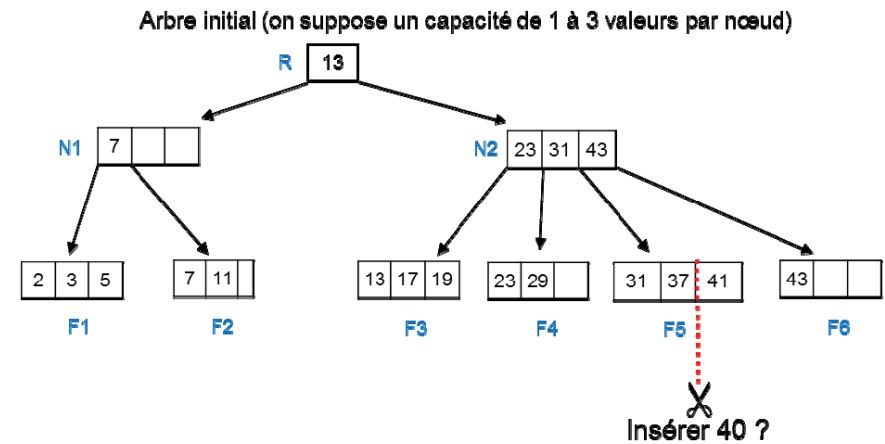 Arbre initial (on suppose un capacité de 1 à 3 valeurs par nœud)
R 13
N1 7
N2 23 31 43
2 3 5
7 11
13 17 19
23 29
31 37 41
43
F1 F2 F3 F4 F5 F6
Insérer 40 ?